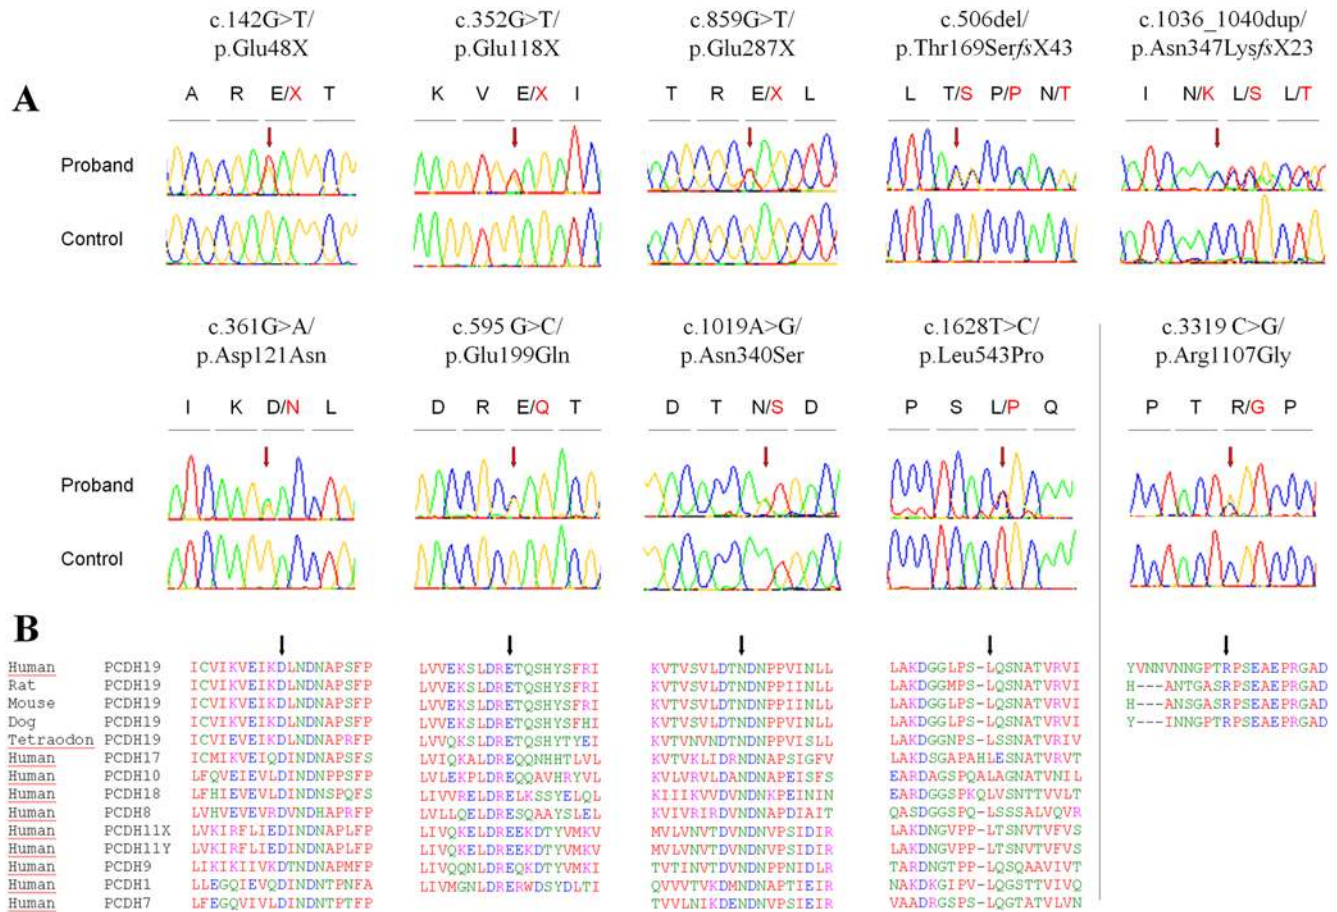 c.142G>T/ c.352G>T/ c.859G>T/ c.506del/ c.1036_1040dup/
p.Glu48X p.Glu118X p.Glu287X p.Thr169SerfsX43 p.Asn347LysfsX23
A
A R E/X T K V E/X I T R E/X L L T/S P/P N/T I N/K L/S L/T
Proband
Control
c.361G>A/ c.595 G>C/ c.1019A>G/ c.1628T>C/ c.3319 C>G/
p.Asp121Asn p.Glu199Gln p.Asn340Ser p.Leu543Pro p.Arg1107Gly
I K D/N L D R E/Q T D T N/S D P S L/P Q P T R/G P
Proband
Control
B
Human PCDH19 ICVIKVEIKDLNDNAPSFP LVVEKSLDRETQSHYSFRI KVTVSVLDTNDNPPVINLL LAKDGGLPS-LQSNATVRVI YVNNVNNGPTRPSEAEPRGAD
Rat PCDH19 ICVIKVEIKDLNDNAPSFP LVVEKSLDRETQSHYSFRI KVTVSVLDTNDNPPIINLL LAKDGGMPS-LQSNATVRVI H---ANTGASRPSEAEPRGAD
Mouse PCDH19 ICVIKVEIKDLNDNAPSFP LVVEKSLDRETQSHYSFRI KVTVSVLDTNDNPPIINLL LAKDGGMPS-LQSNATVRVI H---ANSGASRPSEAEPRGAD
Dog PCDH19 ICVIKVEIKDLNDNAPSFP LVVEKSLDRETQSHYSFHI KVTVSVLDTNDNPPVINLL LAKDGGLPS-LQSNATVRVI Y---INNGPTRPSEAEPRGAD
Tetraodon PCDH19 ICVIEVEIKDLNDNAPRFP LVVQKSLDRETQSHYTYEI KVTVNVNDTNDNPPVISLL LAKDGGNPS-LSSNATVRIV
Human PCDH17 ICMIKVEIQDINDNAPSFS LVIQKALDREQQNHHTLVL KVTVKLIDRNDNAPSIGFV LAKDSGAPAHLESNATVRVT
Human PCDH10 LFQVEIEVLDINDNPPSFP LVLEKPLDREQQAVHRYVL KVLVRVLDANDNAPEISFS EARDAGSPQALAGNATVNIL
Human PCDH18 LFHIEVEVLDINDNSPQFS LIVVRELDRELKSSYELQL KIIIKVVDVNDNKPEININ EARDGGSPKQLVSNTTVVLT
Human PCDH8 LVHVEVEVRDVNDHAPRFP LVLLQELDRESQAAYSLEL KVIVRIRDVNDNAPDIAIT QASDGGSPQ-LSSSALVQVR
Human PCDH11X LVKIRFLIEDINDNAPLFP LIVQKELDREEKDTYVMKV MVLVNVTDVNDNVPSIDIR LAKDNGVPP-LTSNVTVFVS
Human PCDH11Y LVKIRFLIEDINDNAPLFP LIVQKELDREEKDTYVMKV MVLVNVTDVNDNVPSIDIR LAKDNGVPP-LTSNVTVFVS
Human PCDH9 LIKIKIIVKDTNDNAPMFP LIVQQNLDREQKDTYVMKI TVTINVTDVNDNPPNIDLR TARDNGTPP-LQSQAAVIVT
Human PCDH1 LLEGQIEVQDINDNTPNFA LIVMGNLDRERWDSYDLTI QVVVTVKDMNDNAPTIEIR NAKDKGIPV-LQGSTTVIVQ
Human PCDH7 LFEGQVIVLDINDNTPTFP TVVLNIKDENDNVPSIEIR VAADRGSPS-LQGNATVLVN